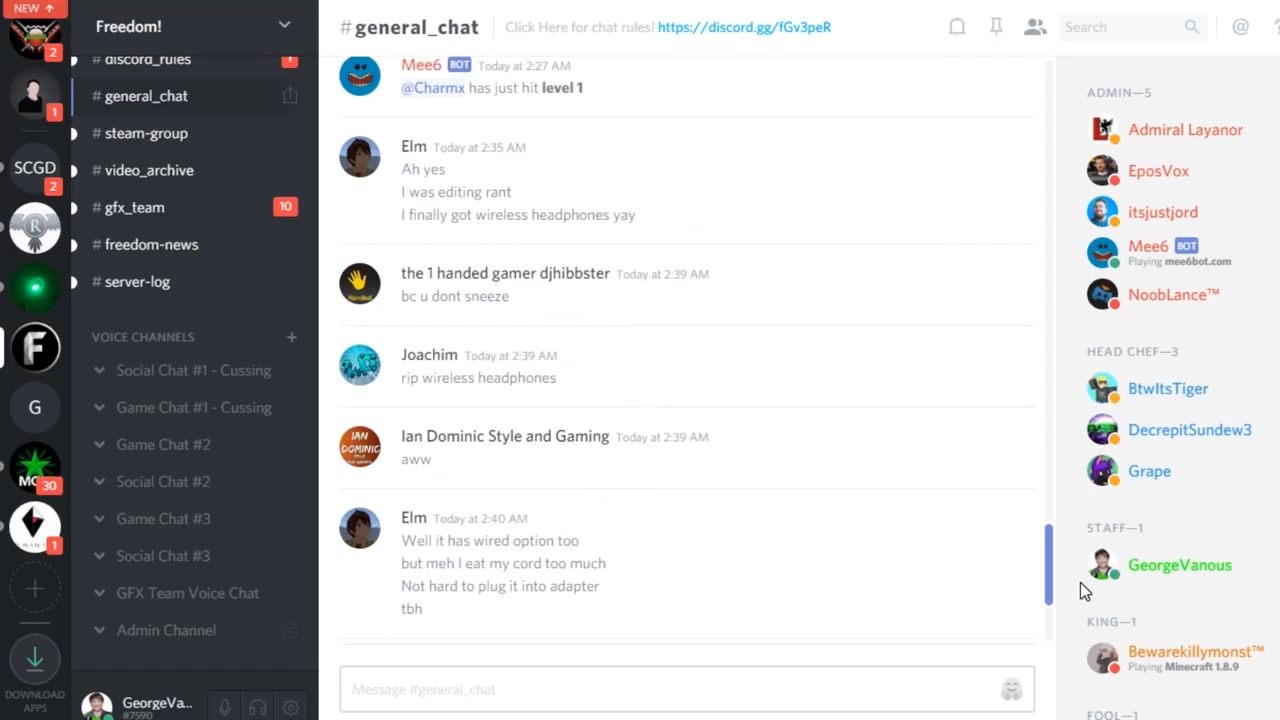 NEW ↑
2
1
SCGD
2
R
F
G
30
1
DOWNLOAD
APPS
Freedom!
# discord_rules
1
# general_chat
# steam-group
# video_archive
# gfx_team
10
# freedom-news
# server-log
VOICE CHANNELS +
Social Chat #1 - Cussing
Game Chat #1 - Cussing
Game Chat #2
Social Chat #2
Game Chat #3
Social Chat #3
GFX Team Voice Chat
Admin Channel
GeorgeVa...
#7590
#general_chat
Click Here for chat rules! https://discord.gg/fGv3peR
Search
@
Mee6 BOT Today at 2:27 AM
@Charmx has just hit level 1
Elm Today at 2:35 AM
Ah yes
I was editing rant
I finally got wireless headphones yay
Handed
the 1 handed gamer djhibbster Today at 2:39 AM
bc u dont sneeze
Joachim Today at 2:39 AM
rip wireless headphones
IAN
DOMINIC
Ian Dominic Style and Gaming Today at 2:39 AM
aww
Elm Today at 2:40 AM
Well it has wired option too
but meh I eat my cord too much
Not hard to plug it into adapter
tbh
Message #general_chat
ADMIN—5
Admiral Layanor
EposVox
itsjustjord
Mee6 BOT
Playing mee6bot.com
NoobLance™
HEAD CHEF—3
BtwItsTiger
DecrepitSundew3
Grape
STAFF—1
GeorgeVanous
KING—1
Bewarekillymonst™
Playing Minecraft 1.8.9
FOOL—1